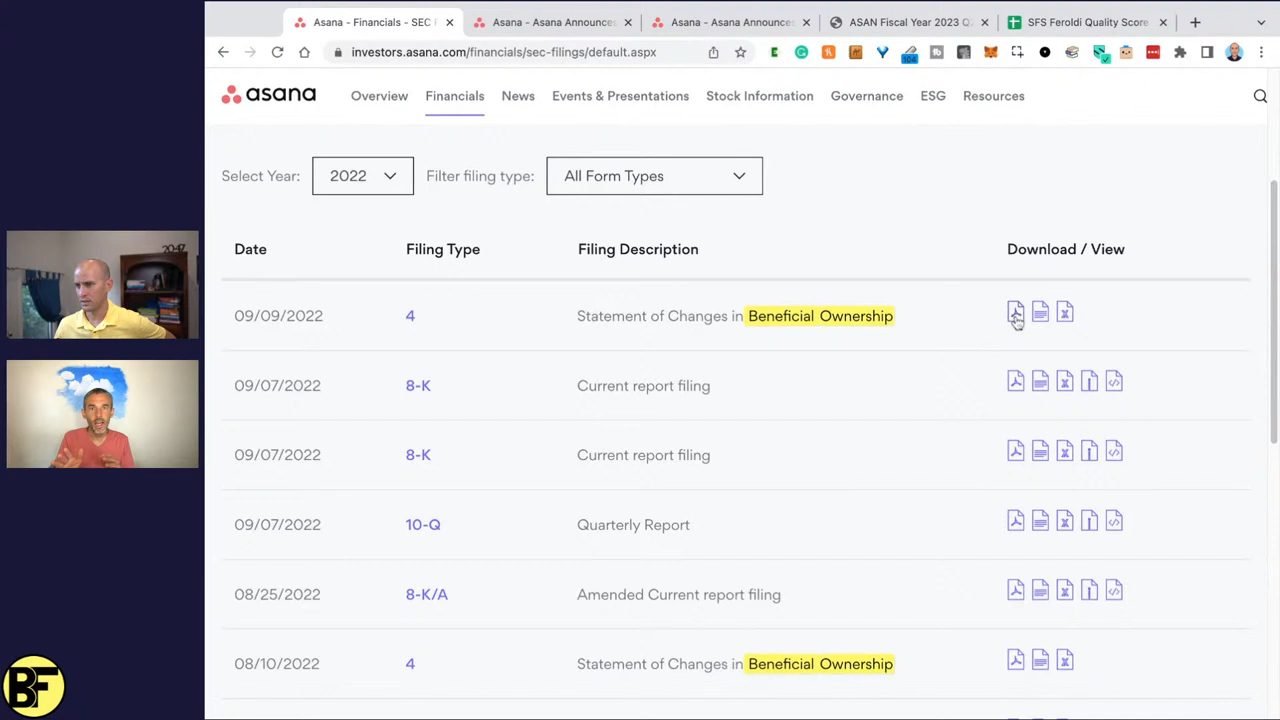 Asana - Financials - SEC F
Asana - Asana Announces
Asana - Asana Announce
ASAN Fiscal Year 2023 Q
SFS Feroldi Quality Score
investors.asana.com/financials/sec-filings/default.aspx
104
asana
Overview
Financials
News
Events & Presentations
Stock Information
Governance
ESG
Resources
Select Year:
2022
Filter filing type:
All Form Types
Date
Filing Type
Filing Description
Download / View
09/09/2022
4
Statement of Changes in Beneficial Ownership
09/07/2022
8-K
Current report filing
09/07/2022
8-K
Current report filing
09/07/2022
10-Q
Quarterly Report
08/25/2022
8-K/A
Amended Current report filing
08/10/2022
4
Statement of Changes in Beneficial Ownership
BF